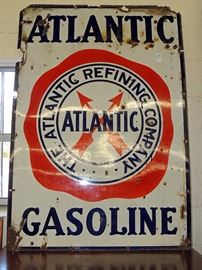 ATLANTIC
THE ATLANTIC REFINING COMPANY
ATLANTIC
GASOLINE